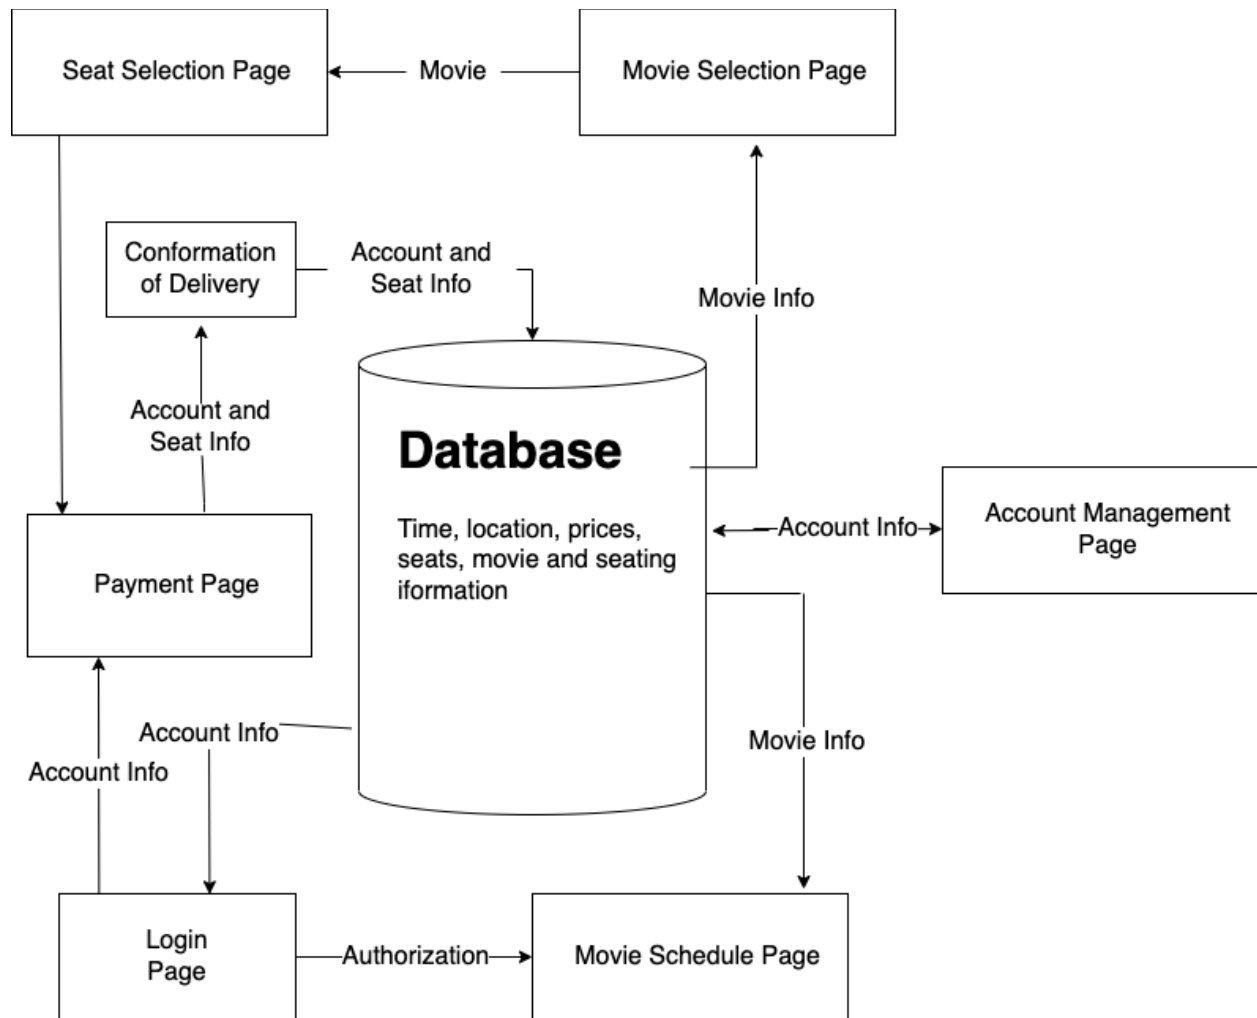 Seat Selection Page
Movie
Movie Selection Page
Conformation
of Delivery
Account and
Seat Info
Movie Info
Account and
Seat Info
Database
Time, location, prices,
seats, movie and seating
iformation
Account Info
Account Management
Page
Payment Page
Account Info
Account Info
Movie Info
Login
Page
Authorization
Movie Schedule Page